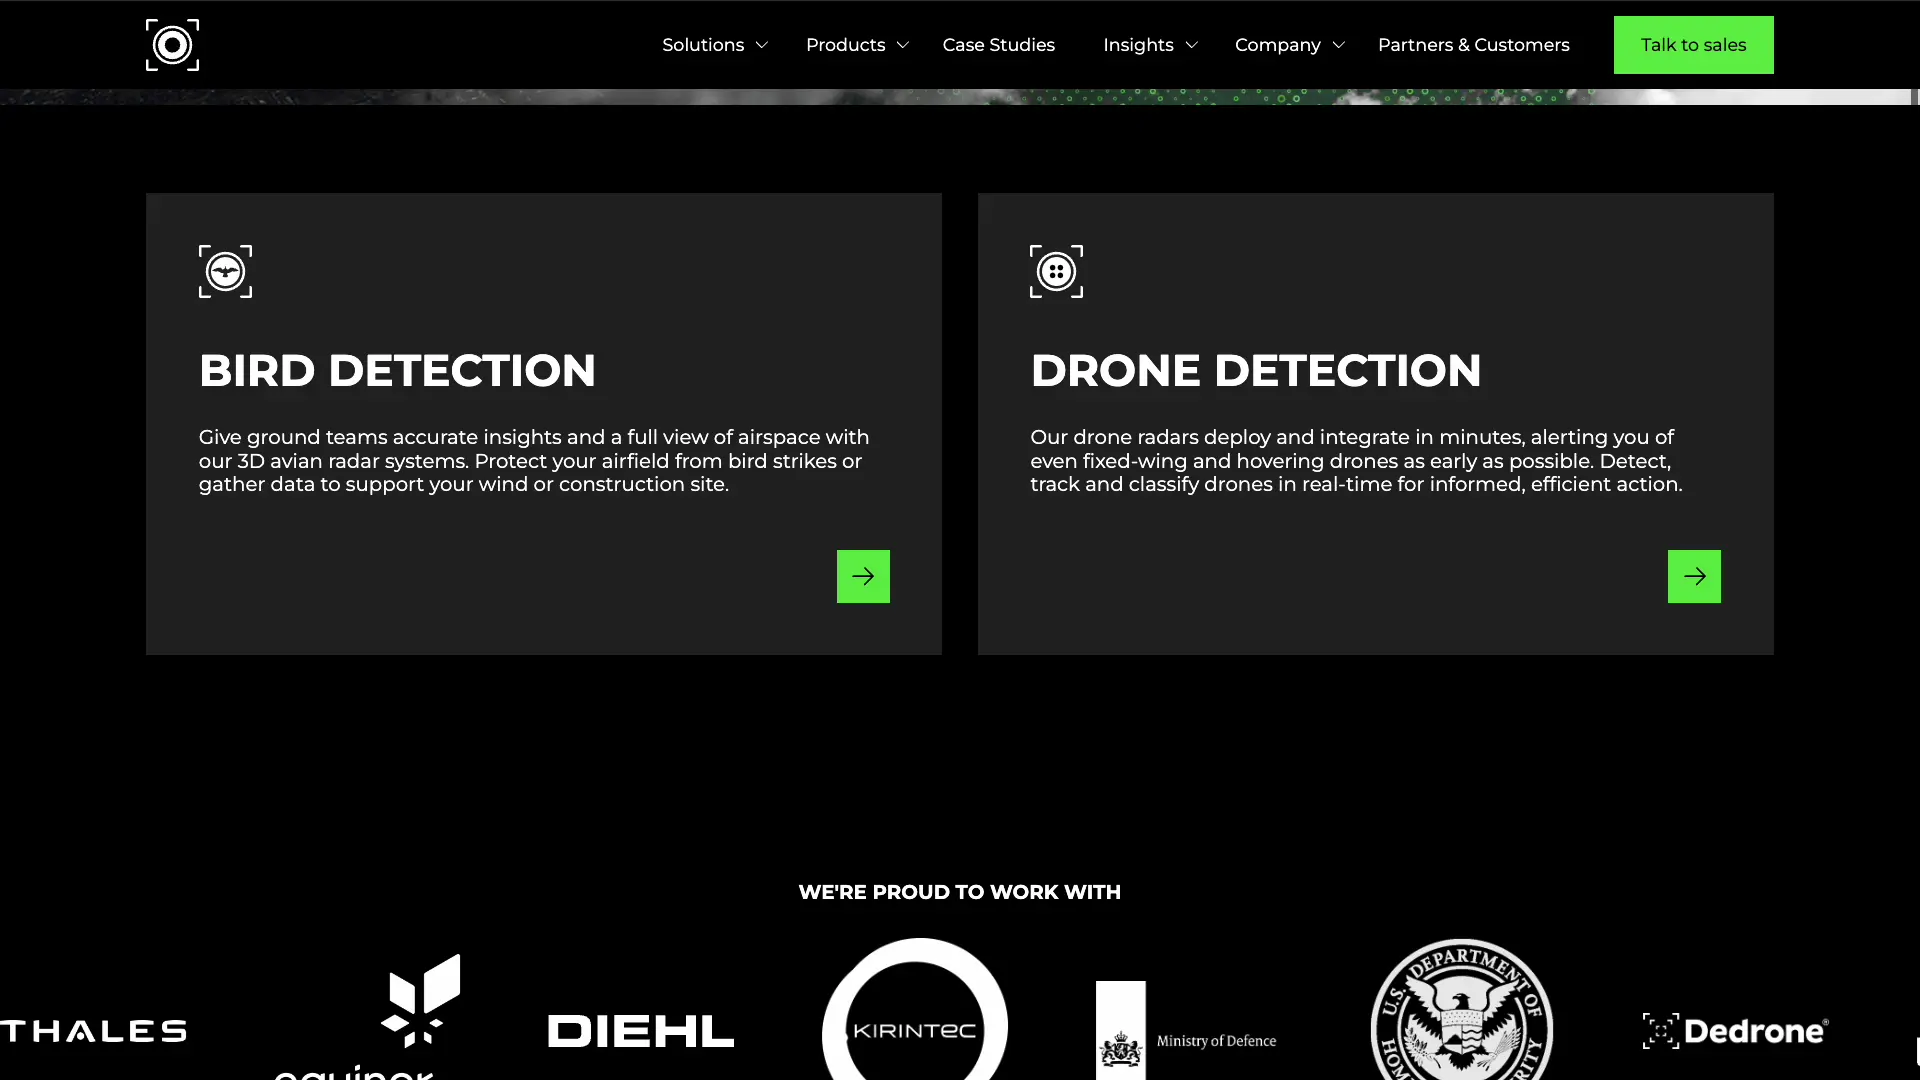 Solutions
Products
Case Studies
Insights
Company
Partners & Customers
Talk to sales
BIRD DETECTION
Give ground teams accurate insights and a full view of airspace with
our 3D avian radar systems. Protect your airfield from bird strikes or
gather data to support your wind or construction site.
DRONE DETECTION
Our drone radars deploy and integrate in minutes, alerting you of
even fixed-wing and hovering drones as early as possible. Detect,
track and classify drones in real-time for informed, efficient action.
WE'RE PROUD TO WORK WITH
THALES
equinor
DIEHL
KIRINTEC
Ministry of Defence
U.S. DEPARTMENT OF
Dedrone®